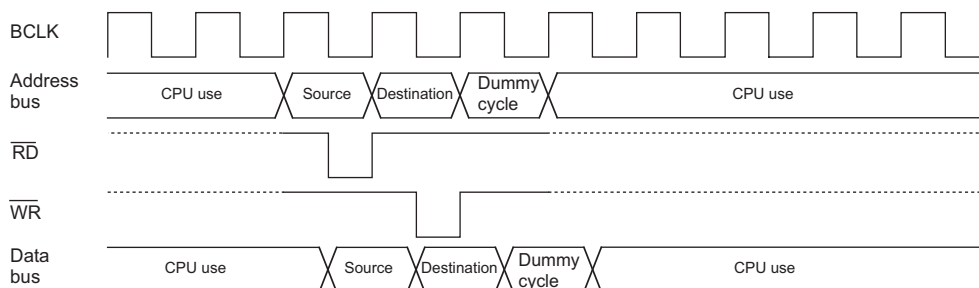 BCLK
Address
bus
CPU use
Source
Destination
Dummy
cycle
CPU use
RD
WR
Data
bus
CPU use
Source
Destination
Dummy
cycle
CPU use